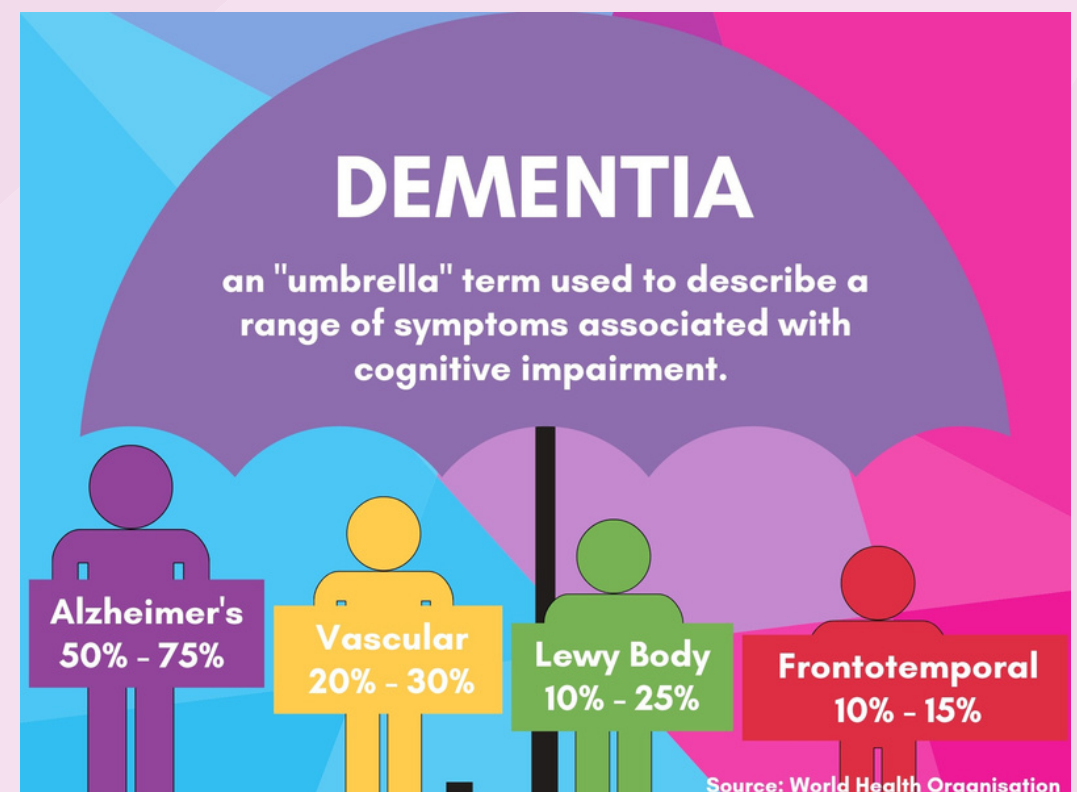 DEMENTIA
an "umbrella" term used to describe a
range of symptoms associated with
cognitive impairment.
Alzheimer's
50% - 75%
Vascular
20% - 30%
Lewy Body
10% - 25%
Frontotemporal
10% - 15%
Source: World Health Organisation